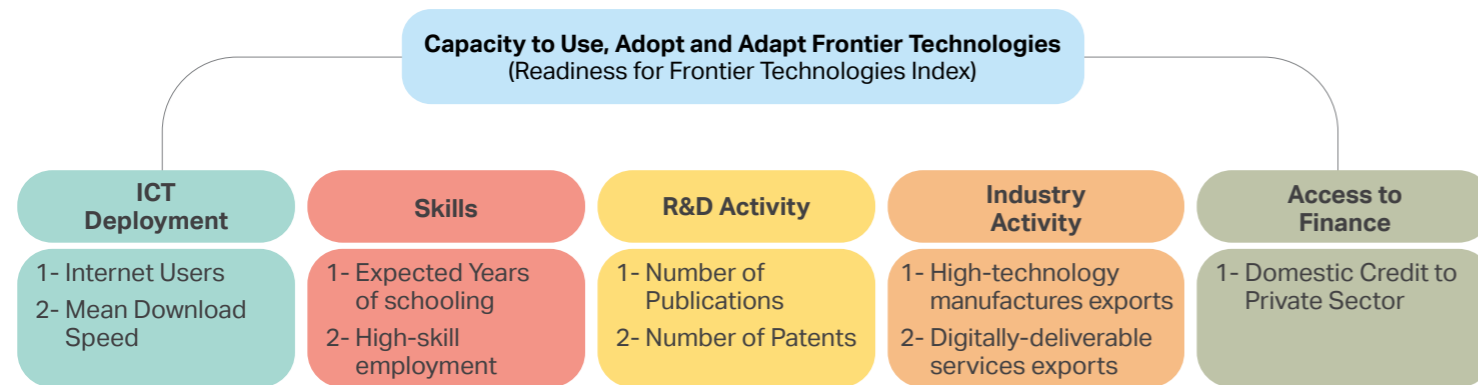 Capacity to Use, Adopt and Adapt Frontier Technologies
(Readiness for Frontier Technologies Index)
ICT
Deployment
1- Internet Users
2- Mean Download
Speed
Skills
1- Expected Years
of schooling
2- High-skill
employment
R&D Activity
1- Number of
Publications
2- Number of Patents
Industry
Activity
1- High-technology
manufactures exports
2- Digitally-deliverable
services exports
Access to
Finance
1- Domestic Credit to
Private Sector